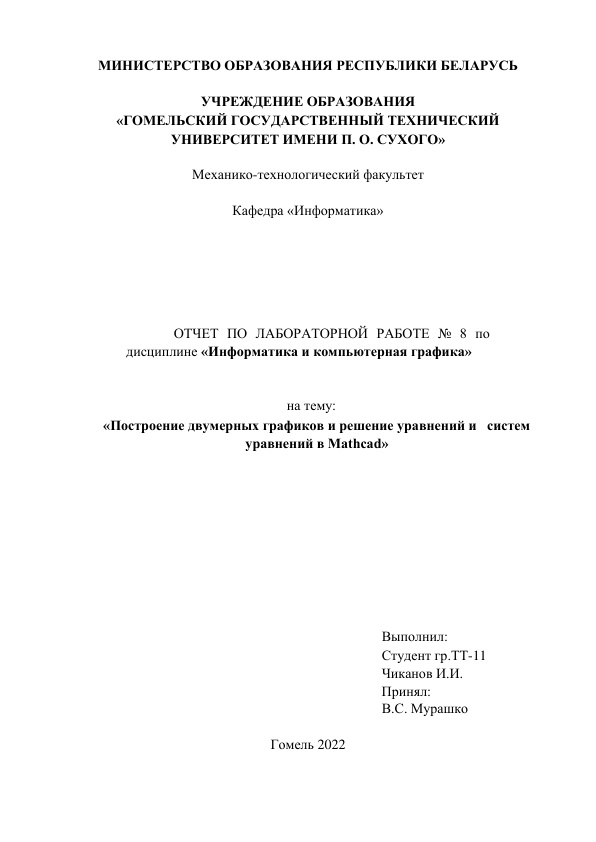 МИНИСТЕРСТВО ОБРАЗОВАНИЯ РЕСПУБЛИКИ БЕЛАРУСЬ
УЧРЕЖДЕНИЕ ОБРАЗОВАНИЯ
«ГОМЕЛЬСКИЙ ГОСУДАРСТВЕННЫЙ ТЕХНИЧЕСКИЙ
УНИВЕРСИТЕТ ИМЕНИ П. О. СУХОГО»
Механико-технологический факультет
Кафедра «Информатика»
ОТЧЕТ ПО ЛАБОРАТОРНОЙ РАБОТЕ № 8 по
дисциплине «Информатика и компьютерная графика»
на тему:
«Построение двумерных графиков и решение уравнений и систем
уравнений в Mathcad»
Выполнил:
Студент гр.ТТ-11
Чиканов И.И.
Принял:
В.С. Мурашко
Гомель 2022